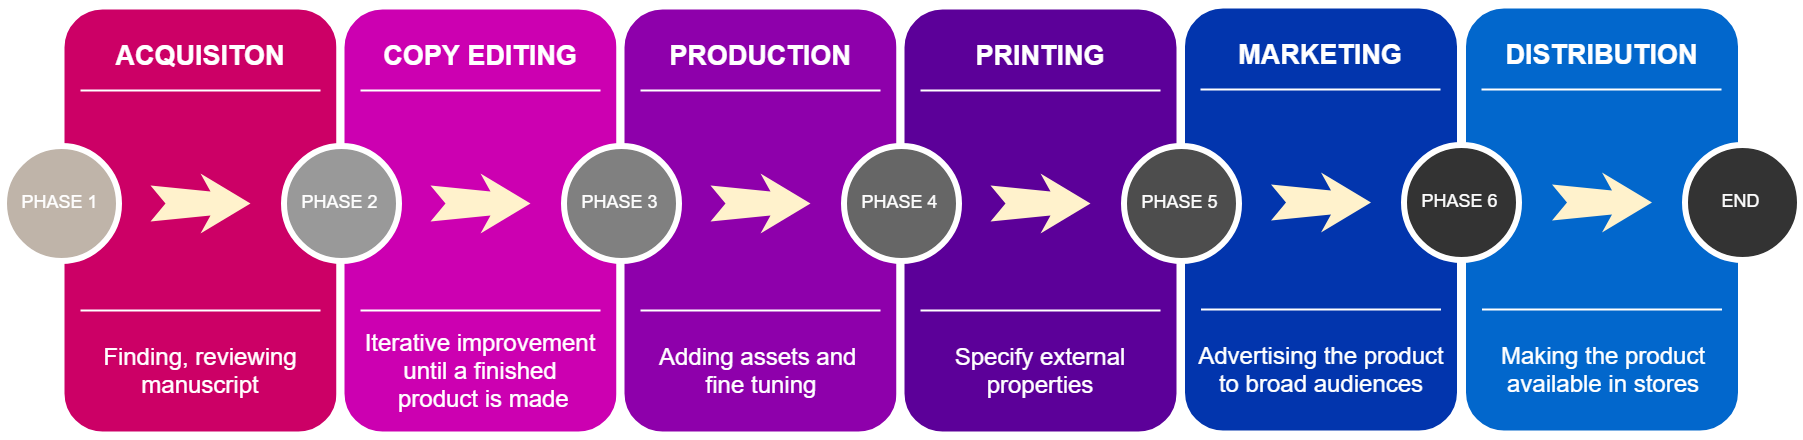 ACQUISITON
COPY EDITING
PRODUCTION
PRINTING
MARKETING
DISTRIBUTION
PHASE 1
PHASE 2
PHASE 3
PHASE 4
PHASE 5
PHASE 6
END
Finding, reviewing
manuscript
Iterative improvement
until a finished
product is made
Adding assets and
fine tuning
Specify external
properties
Advertising the product
to broad audiences
Making the product
available in stores